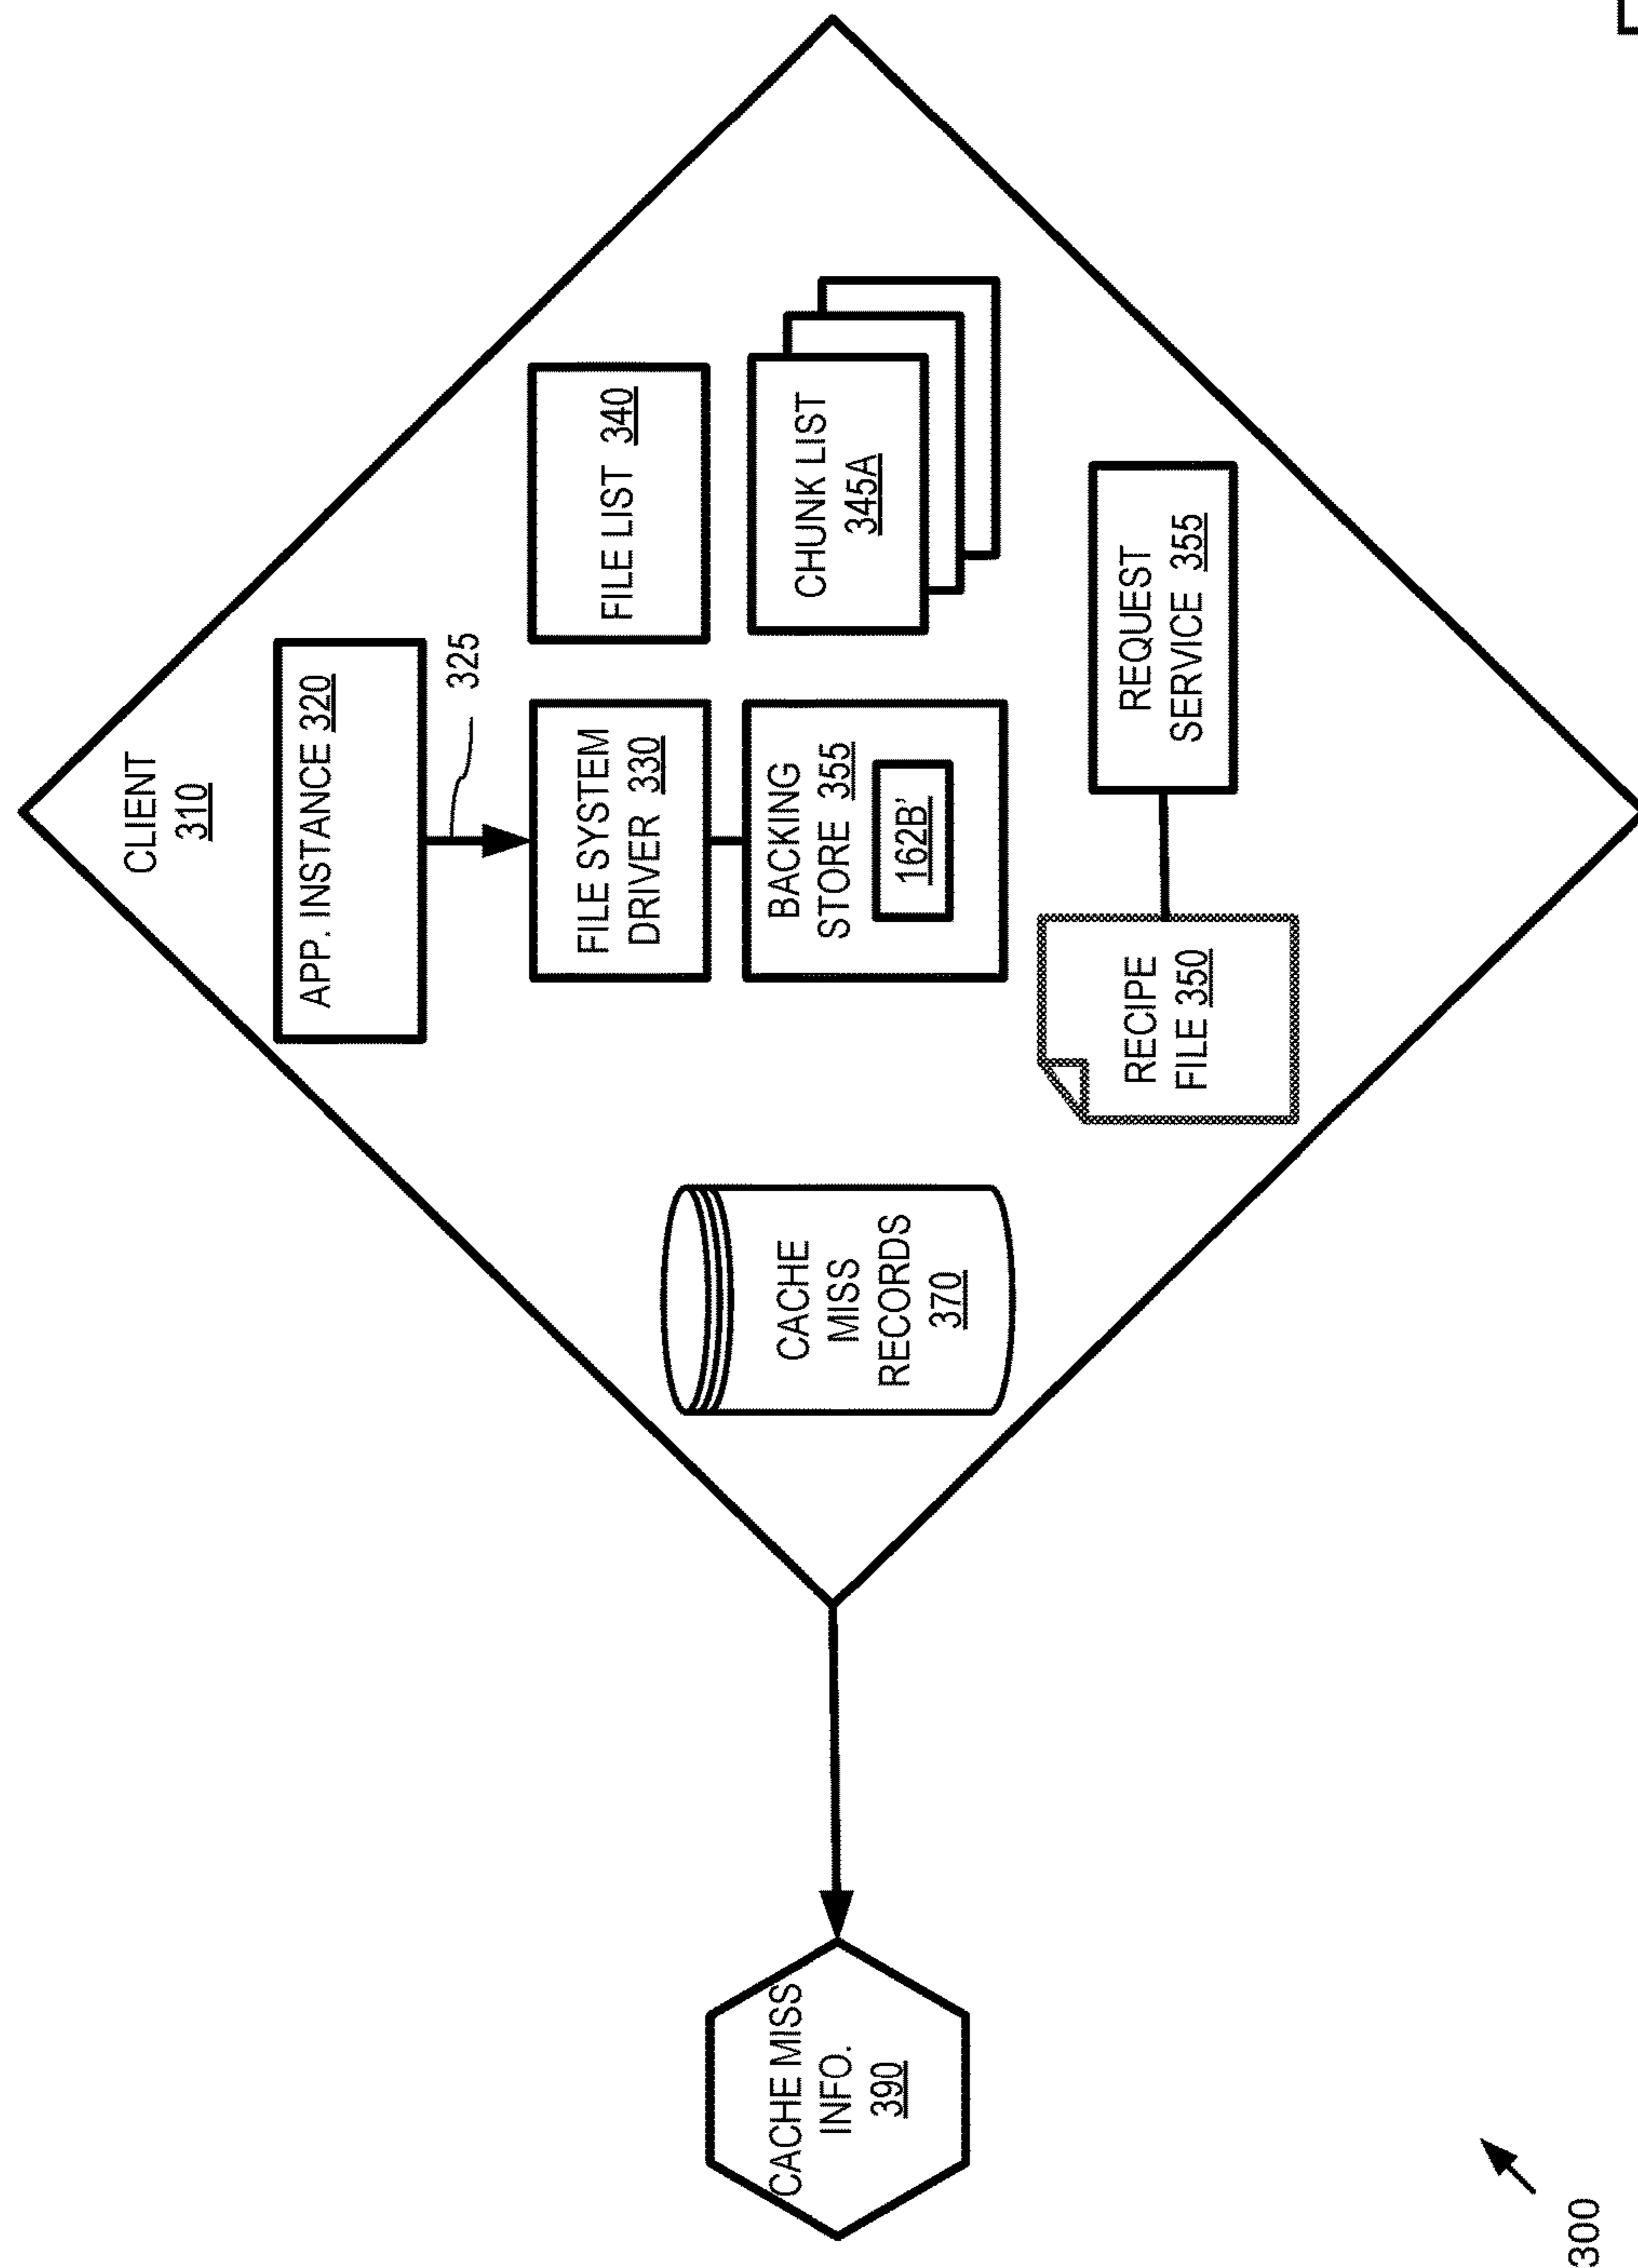 CLIENT
310
APP. INSTANCE 320
325
FILE SYSTEM
DRIVER 330
FILE LIST 340
BACKING
STORE 355
162B'
CHUNK LIST
345A
CACHE
MISS
RECORDS
370
RECIPE
FILE 350
REQUEST
SERVICE 355
CACHE MISS
INFO.
390
300